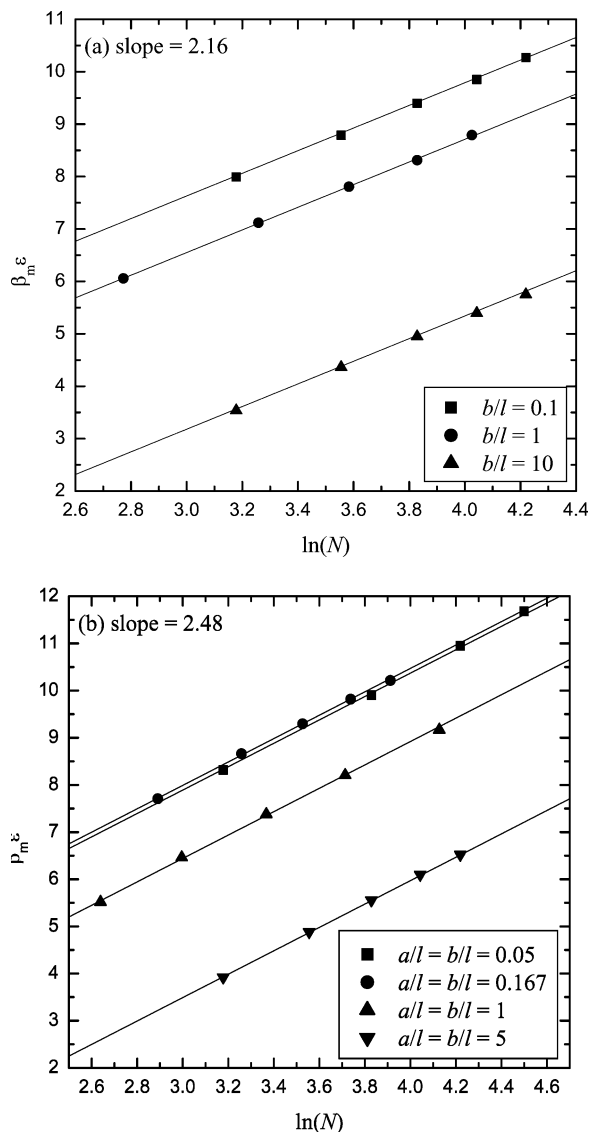 11
(a) slope = 2.16
10
9
8
7
6
5
4
3
2
βmε
b/l = 0.1
b/l = 1
b/l = 10
2.6 2.8 3.0 3.2 3.4 3.6 3.8 4.0 4.2 4.4
ln(N)
12
(b) slope = 2.48
11
10
9
8
7
6
5
4
3
2
pmε
a/l = b/l = 0.05
a/l = b/l = 0.167
a/l = b/l = 1
a/l = b/l = 5
2.6 2.8 3.0 3.2 3.4 3.6 3.8 4.0 4.2 4.4 4.6
ln(N)